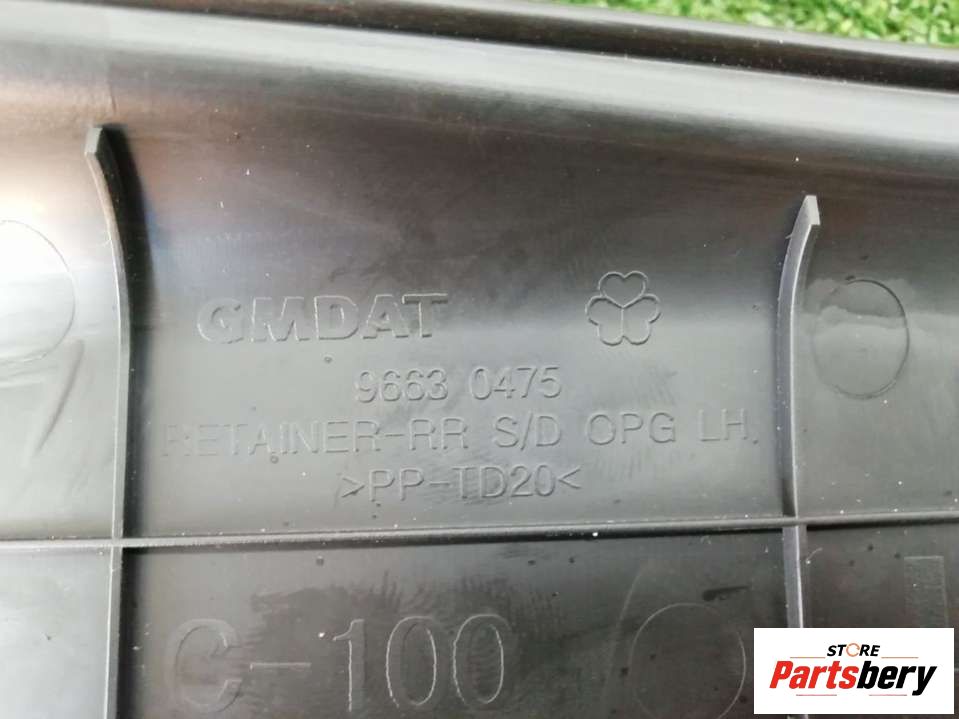 GMDAT
9663 0475
RETAINER-RR S/D OPG LH.
>PP-TD20<
C-100
STORE
Partsbery